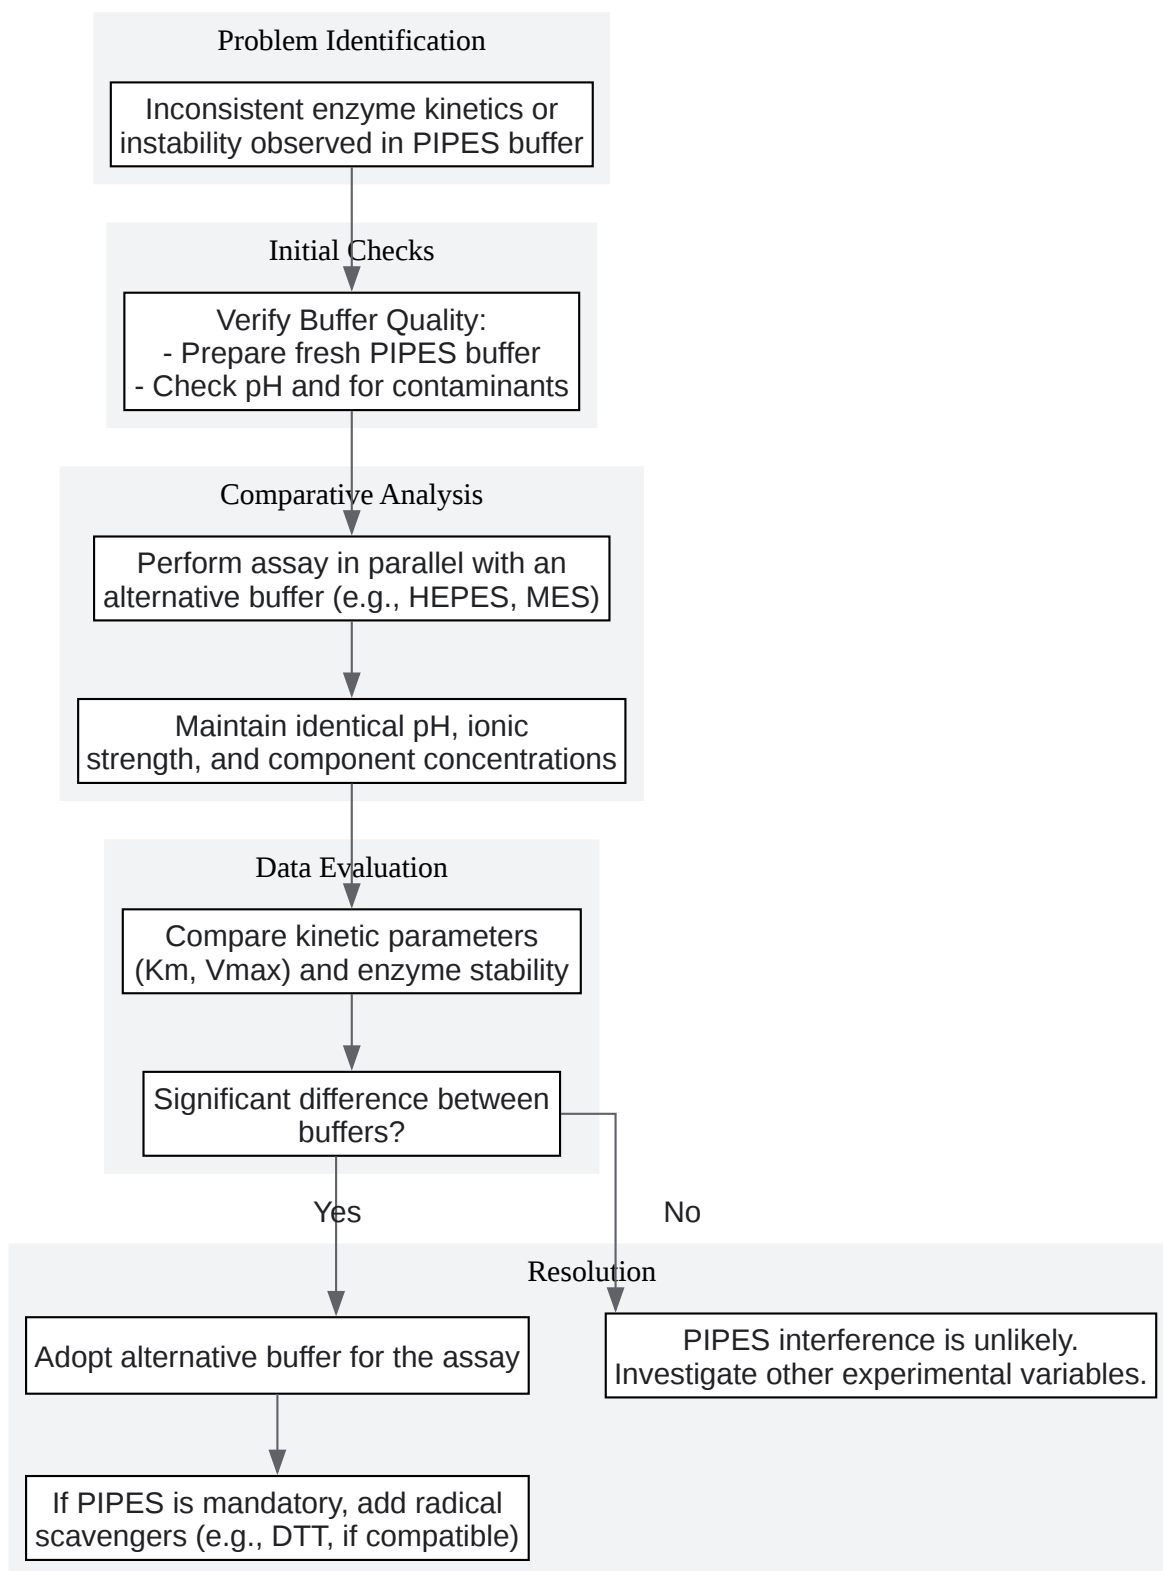 Problem Identification
Inconsistent enzyme kinetics or
instability observed in PIPES buffer
Initial Checks
Verify Buffer Quality:
- Prepare fresh PIPES buffer
- Check pH and for contaminants
Comparative Analysis
Perform assay in parallel with an
alternative buffer (e.g., HEPES, MES)
Maintain identical pH, ionic
strength, and component concentrations
Data Evaluation
Compare kinetic parameters
(Km, Vmax) and enzyme stability
Significant difference between
buffers?
Yes
No
Resolution
Adopt alternative buffer for the assay
PIPES interference is unlikely.
Investigate other experimental variables.
If PIPES is mandatory, add radical
scavengers (e.g., DTT, if compatible)